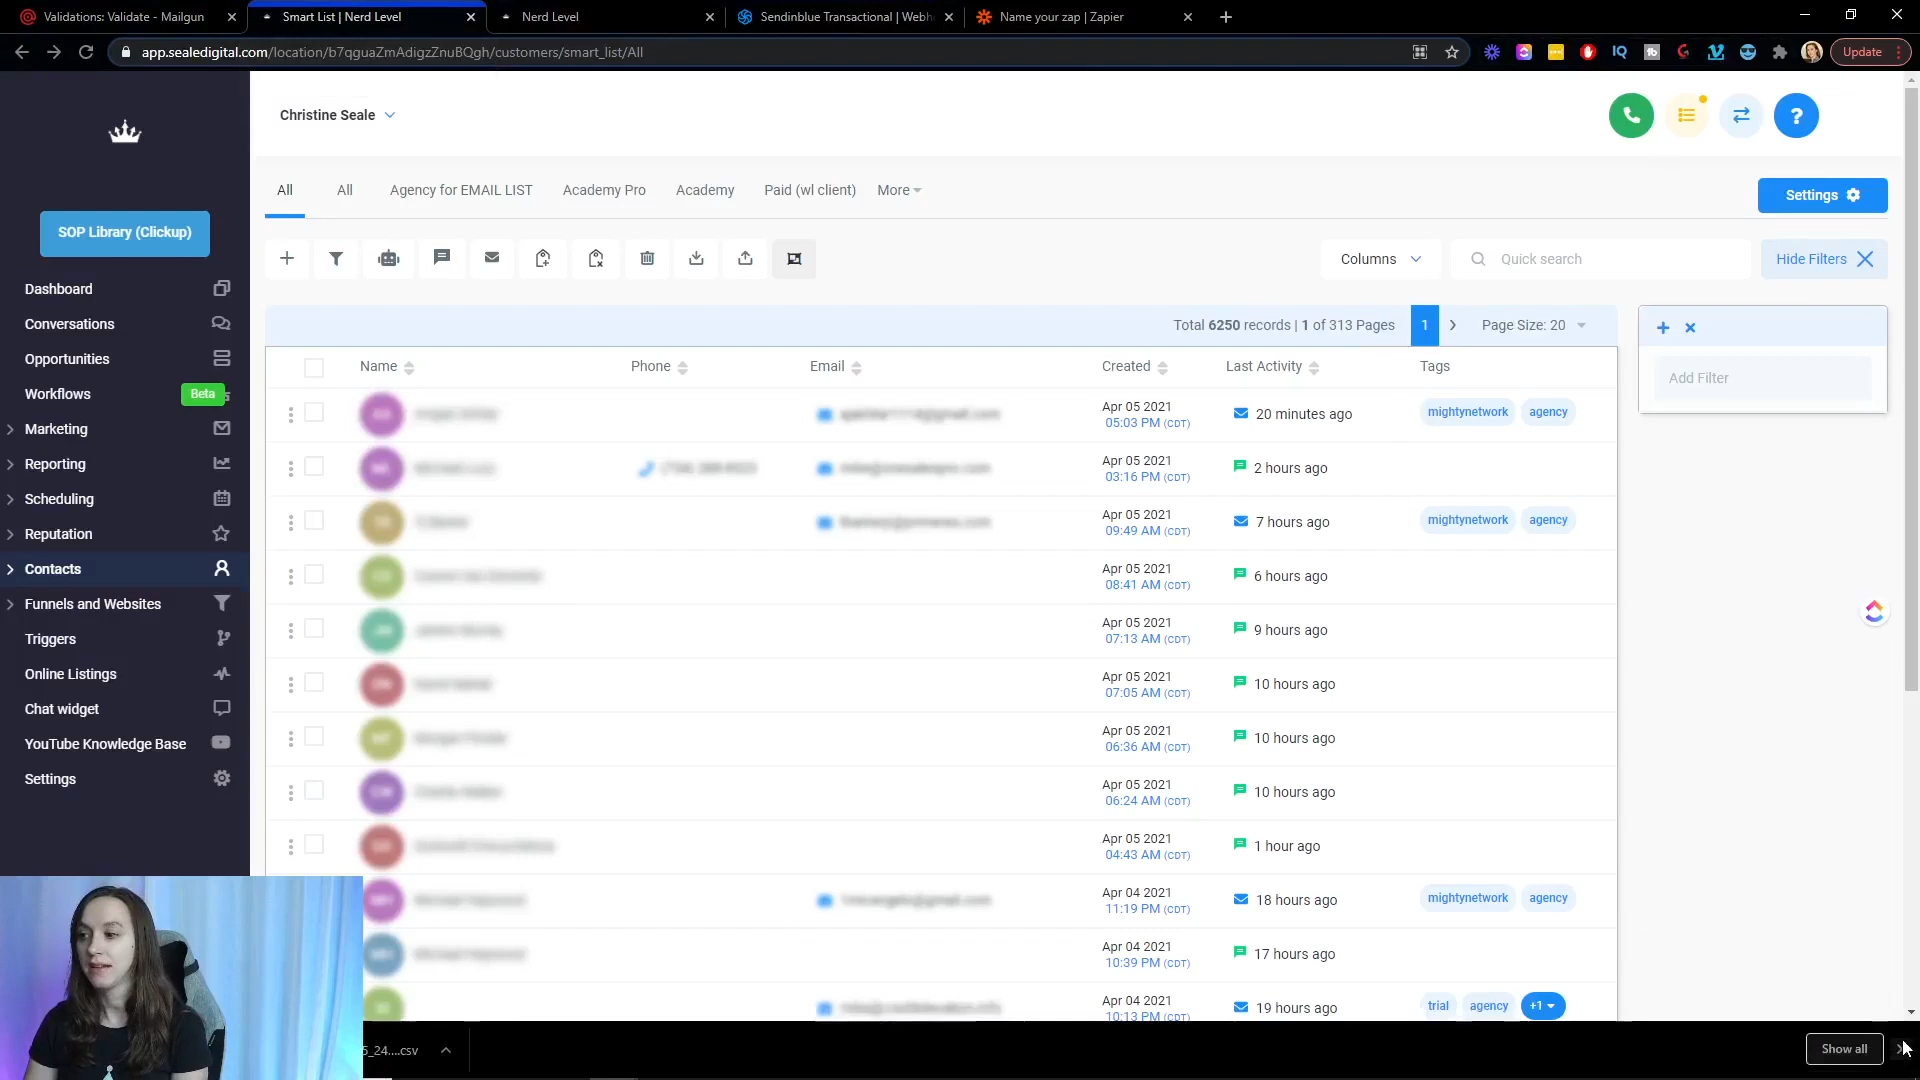 Validations: Validate - Mailgun
Smart List | Nerd Level
Nerd Level
Sendinblue Transactional | Webh
Name your zap | Zapier
app.sealedigital.com/location/b7qguaZmAdigzZnuBQgh/customers/smart_list/All
Update
Christine Seale
SOP Library (Clickup)
Dashboard
Conversations
Opportunities
Workflows
Beta
Marketing
Reporting
Scheduling
Reputation
Contacts
Funnels and Websites
Triggers
Online Listings
Chat widget
YouTube Knowledge Base
Settings
All All Agency for EMAIL LIST Academy Pro Academy Paid (wl client) More
Settings
Columns
Quick search
Hide Filters
Total 6250 records | 1 of 313 Pages 1 Page Size: 20
Add Filter
Name Phone Email Created Last Activity Tags
Apr 05 2021
05:03 PM (CDT)
20 minutes ago
mightynetwork agency
Apr 05 2021
03:16 PM (CDT)
2 hours ago
Apr 05 2021
09:49 AM (CDT)
7 hours ago
mightynetwork agency
Apr 05 2021
08:41 AM (CDT)
6 hours ago
Apr 05 2021
07:13 AM (CDT)
9 hours ago
Apr 05 2021
07:05 AM (CDT)
10 hours ago
Apr 05 2021
06:36 AM (CDT)
10 hours ago
Apr 05 2021
06:24 AM (CDT)
10 hours ago
Apr 05 2021
04:43 AM (CDT)
1 hour ago
Apr 04 2021
11:19 PM (CDT)
18 hours ago
mightynetwork agency
Apr 04 2021
10:39 PM (CDT)
17 hours ago
Apr 04 2021
10:13 PM (CDT)
19 hours ago
trial agency +1
5_24....csv
Show all